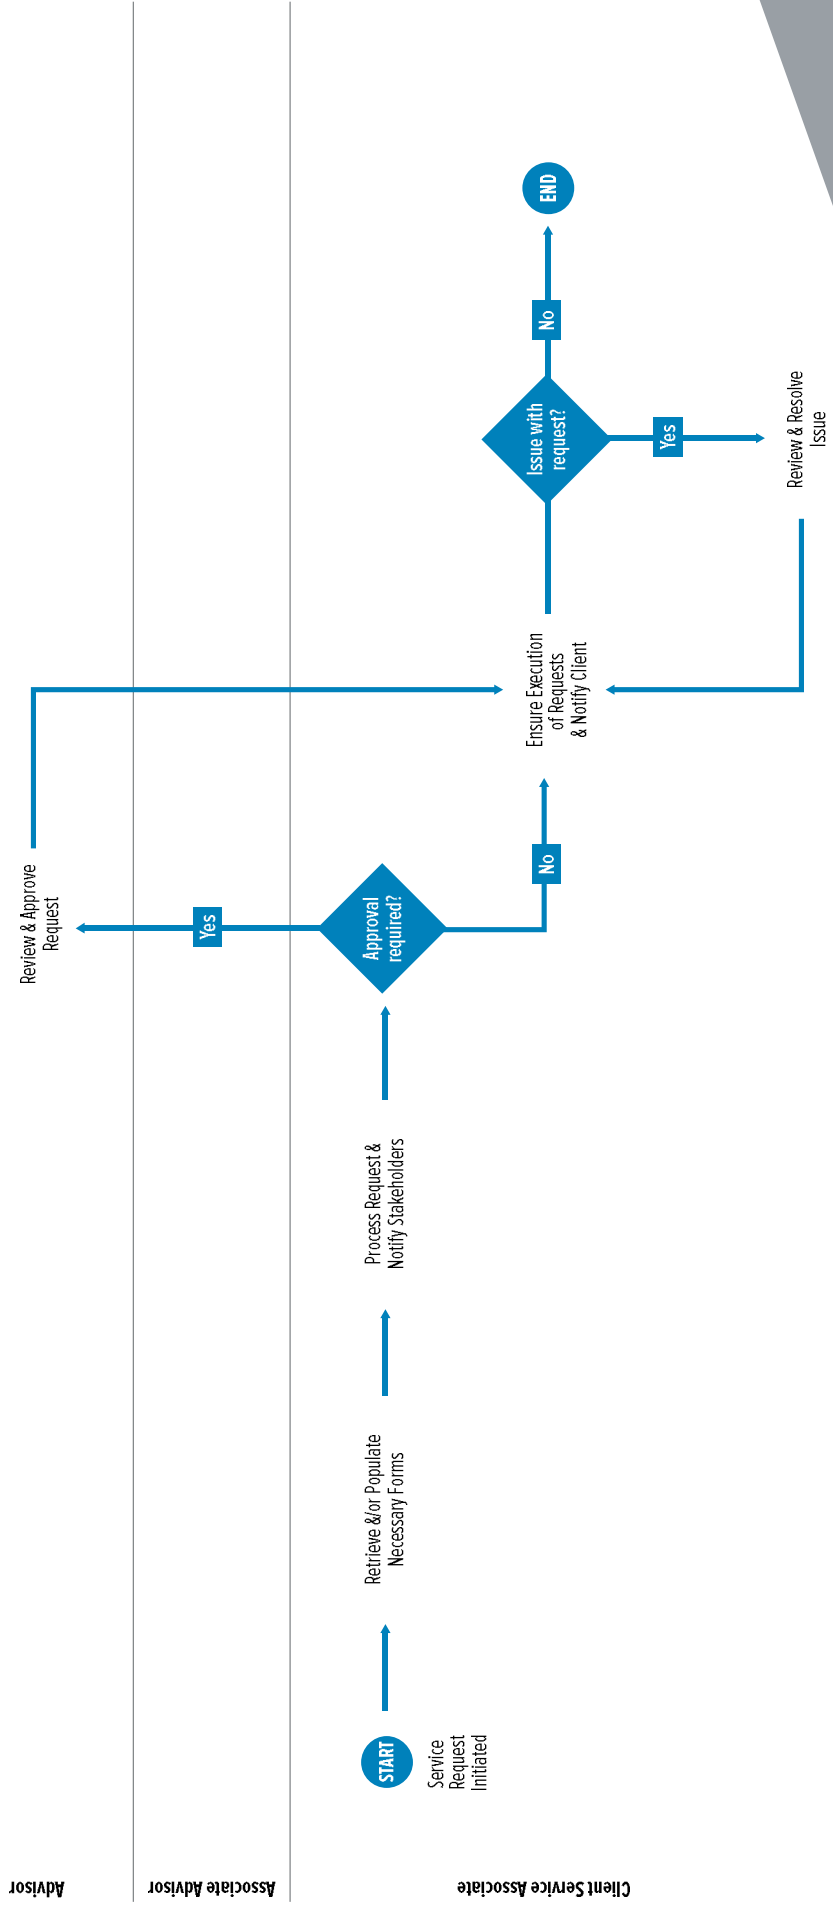 Advisor
Associate Advisor
Client Service Associate
START
Service
Request
Initiated
Retrieve &/or Populate
Necessary Forms
Process Request &
Notify Stakeholders
Approval
required?
Yes
Review & Approve
Request
No
Ensure Execution
of Requests
& Notify Client
Issue with
request?
Yes
Review & Resolve
Issue
No
END